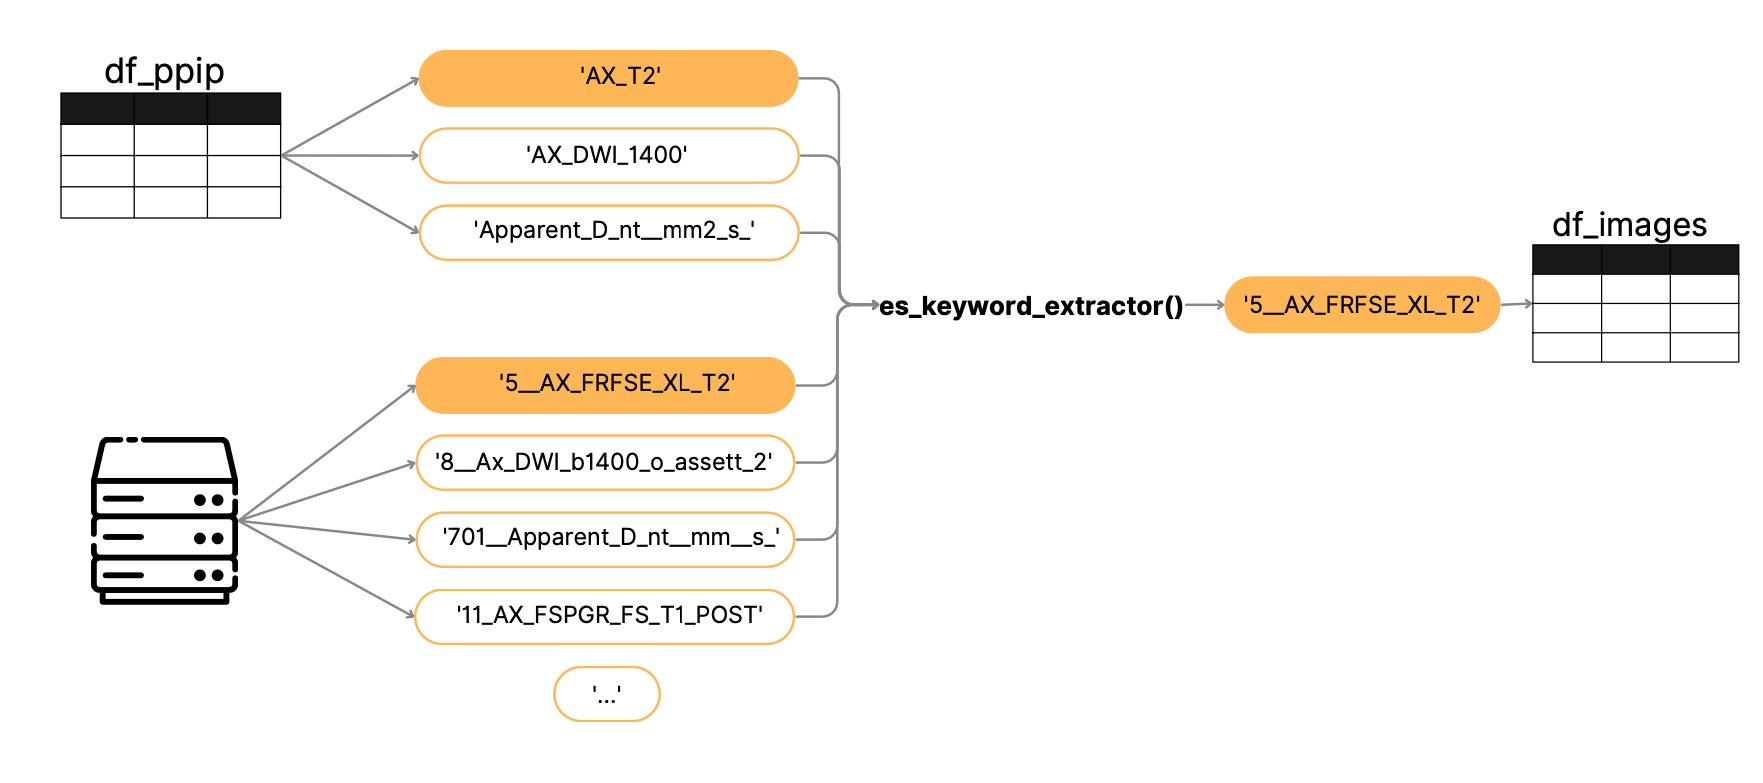 df_ppip
'AX_T2'
'AX_DWI_1400'
'Apparent_D_nt__mm2_s_'
es_keyword_extractor()
'5__AX_FRFSE_XL_T2'
df_images
'5__AX_FRFSE_XL_T2'
'8__Ax_DWI_b1400_o_assett_2'
'701__Apparent_D_nt__mm__s_'
'11_AX_FSPGR_FS_T1_POST'
'...'